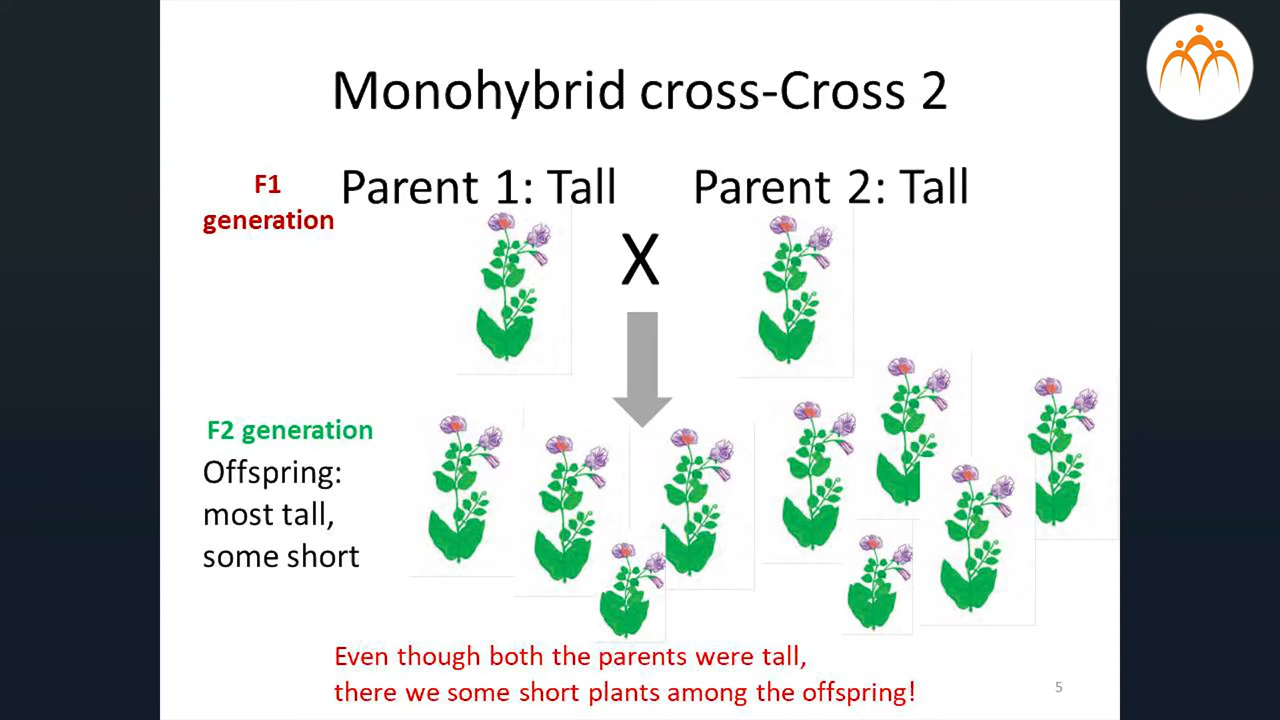 Monohybrid cross-Cross 2
F1
generation
Parent 1: Tall
Parent 2: Tall
X
F2 generation
Offspring:
most tall,
some short
Even though both the parents were tall,
there we some short plants among the offspring!
5